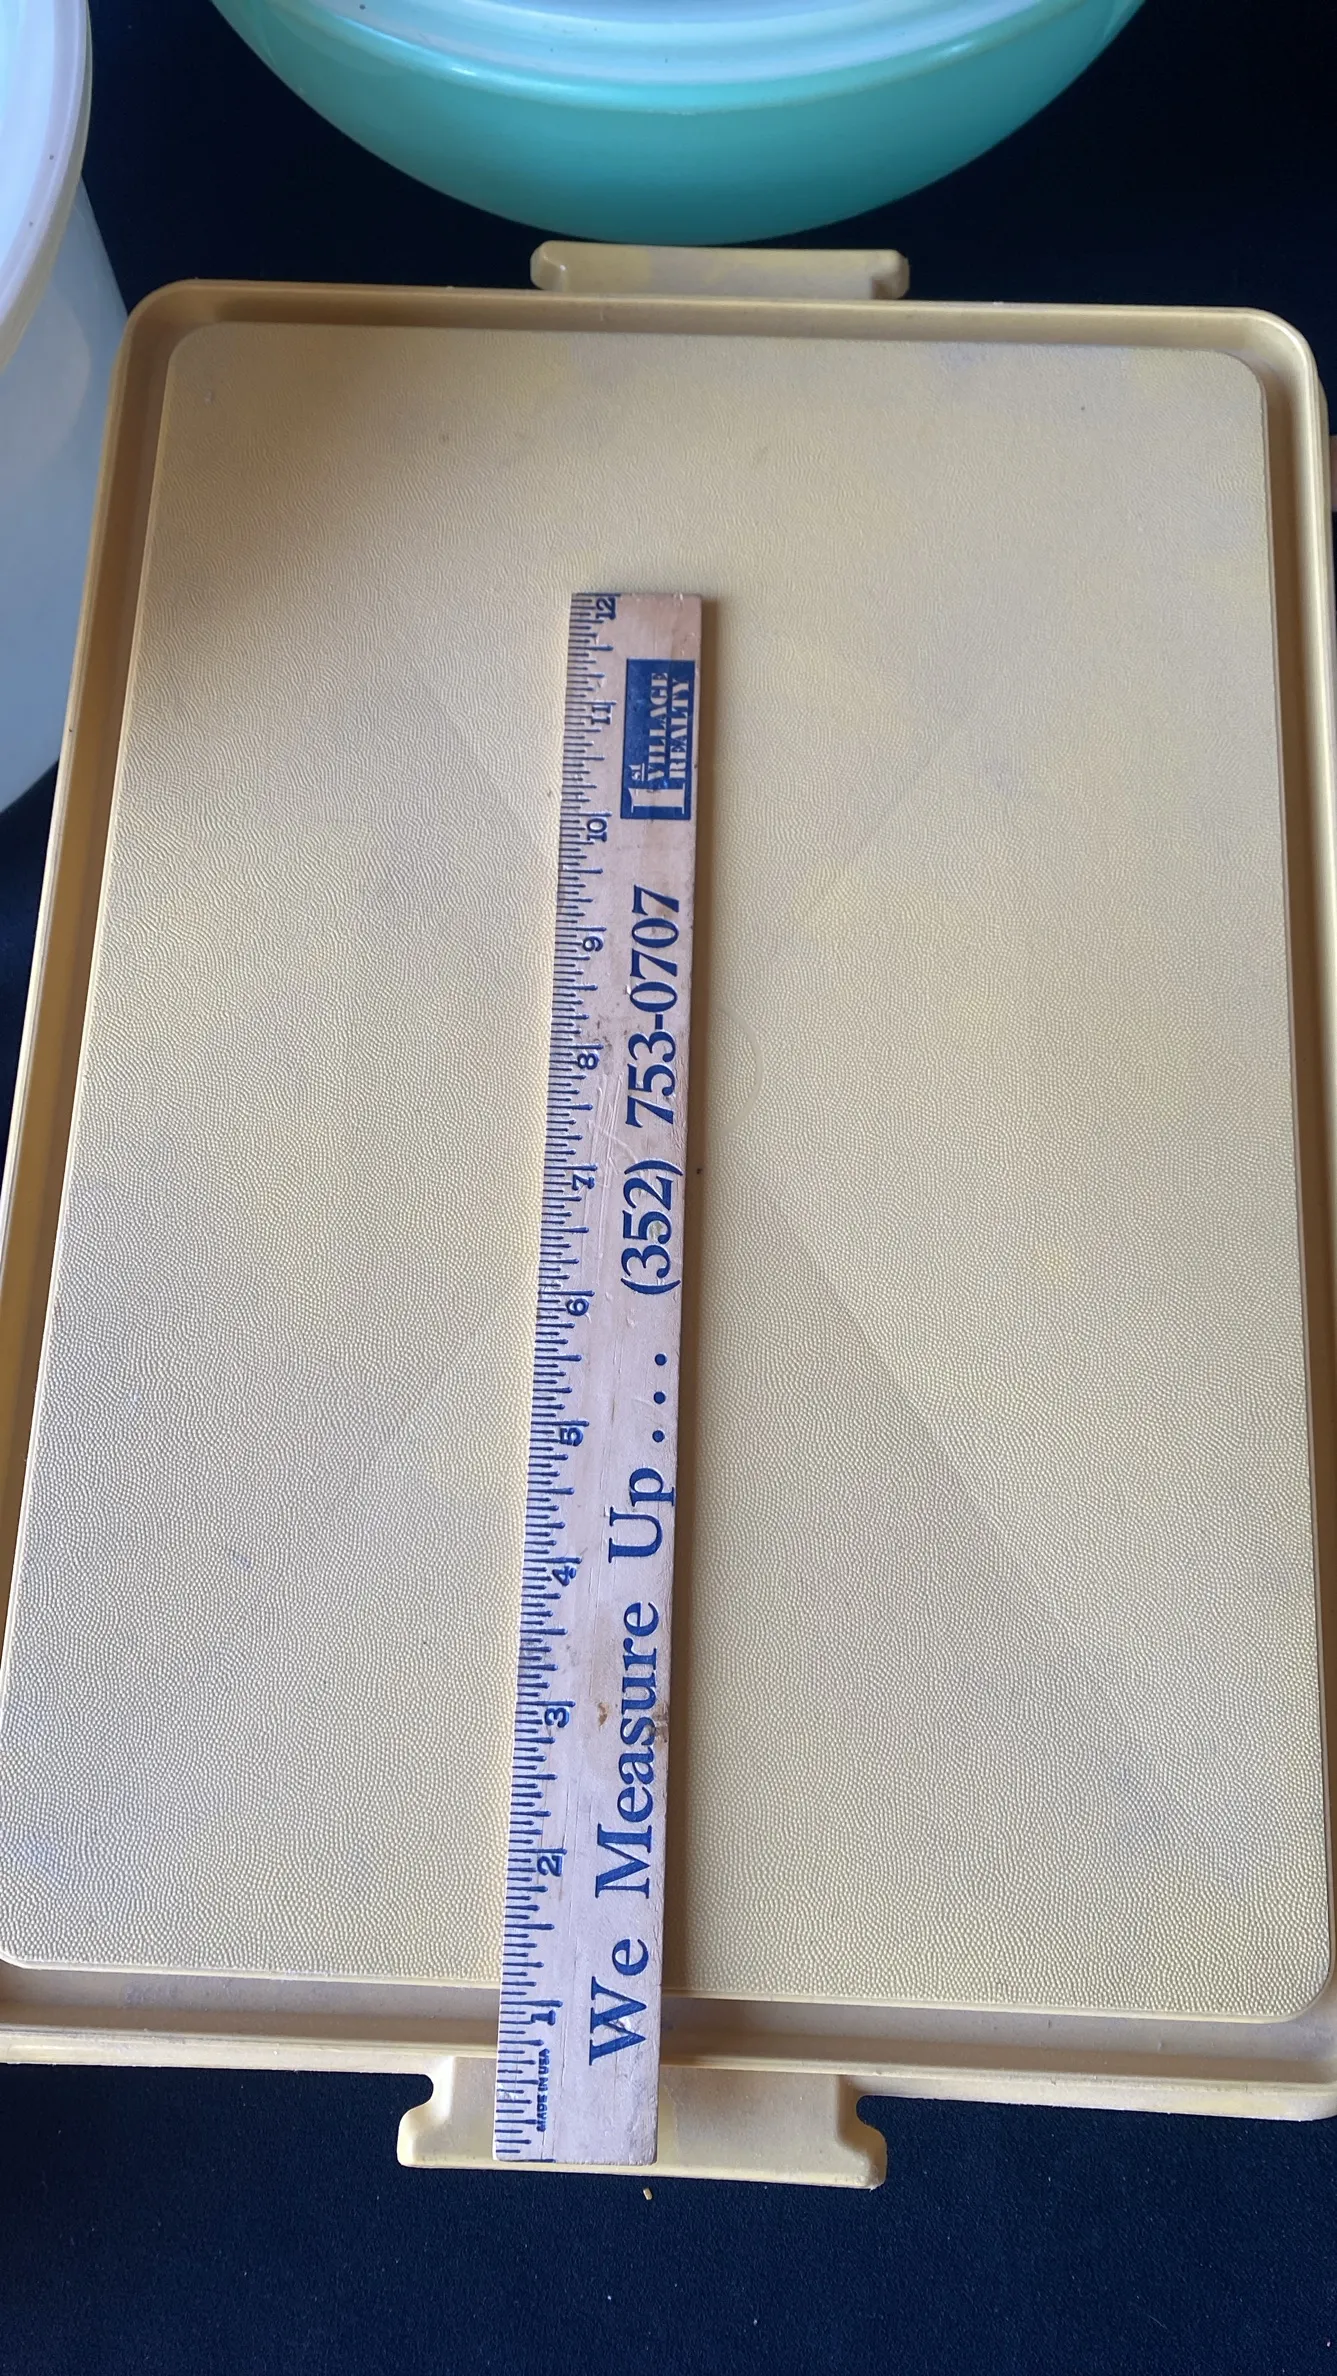 We Measure Up.... (352) 753-0707
1st VILLAGE
REALTY
MADE IN USA
1 2 3 4 5 6 7 8 9 10 11 12